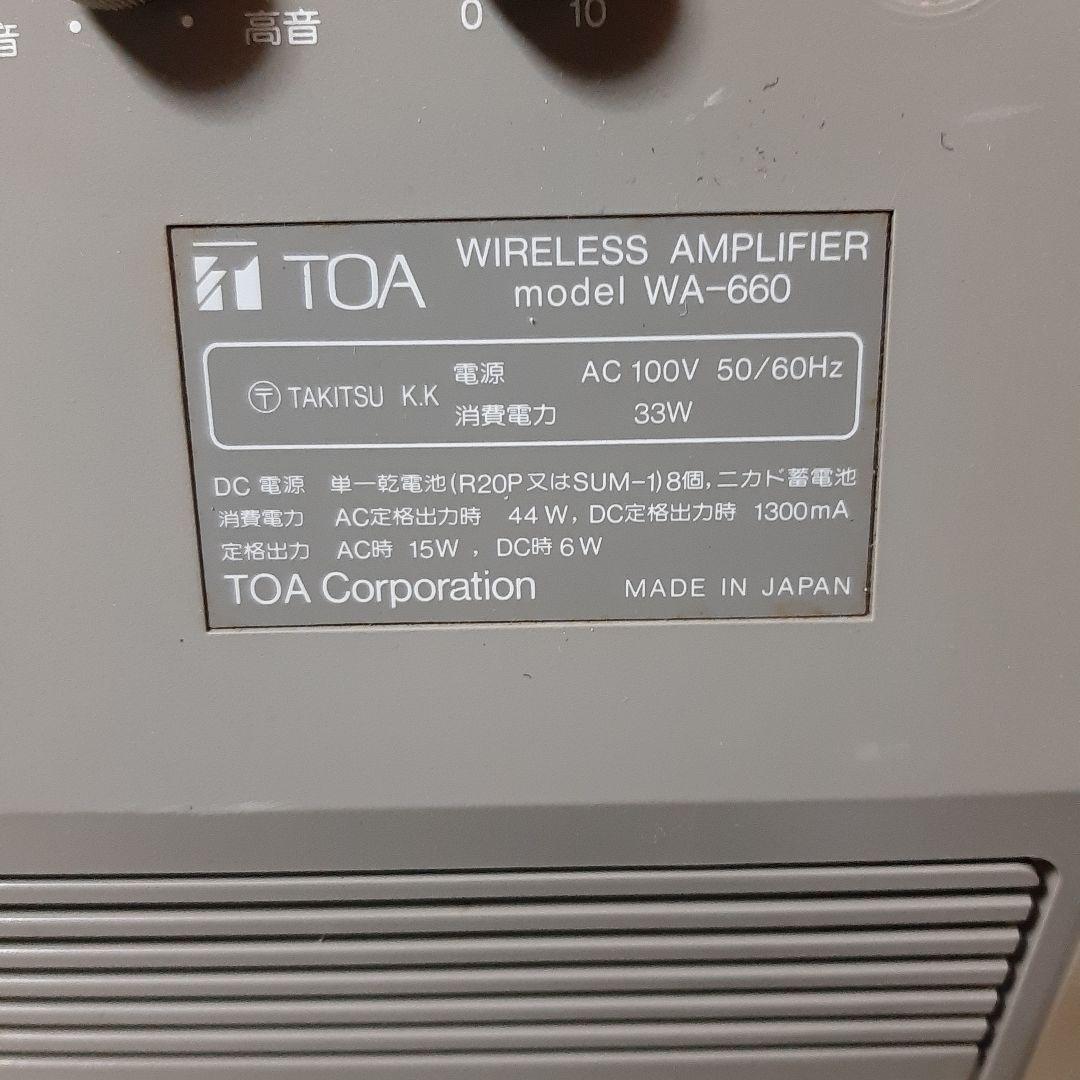 音 高音 0 10
TOA WIRELESS AMPLIFIER
model WA-660
〒 TAKITSU K.K 電源 AC 100V 50/60Hz
消費電力 33W
DC 電源 単一乾電池(R20P又はSUM-1)8個,ニカド蓄電池
消費電力 AC定格出力時 44W, DC定格出力時 1300mA
定格出力 AC時 15W , DC時 6W
TOA Corporation MADE IN JAPAN